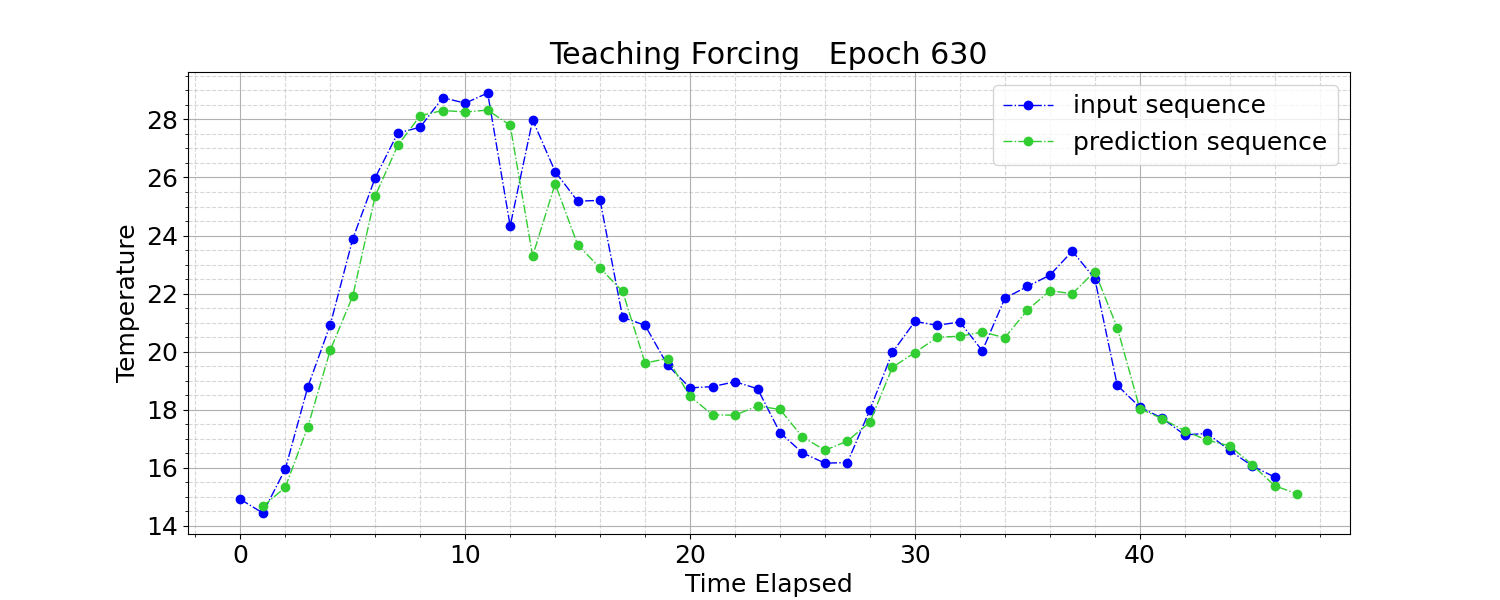 Teaching Forcing   Epoch 630
input sequence
prediction sequence
Temperature
28
26
24
22
20
18
16
14
0 10 20 30 40
Time Elapsed